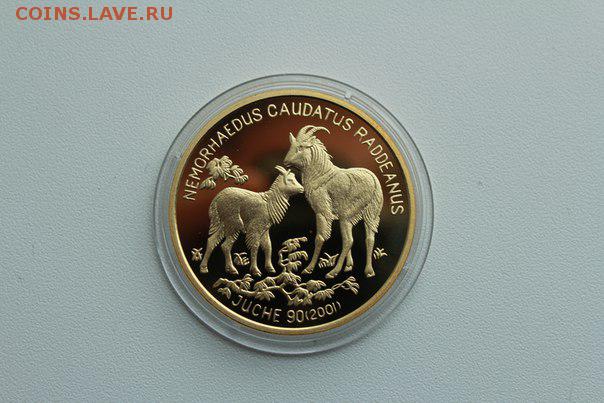 COINS.LAVE.RU
NEMORHAEDUS CAUDATUS RADDEANUS
JUCHE 90(2001)